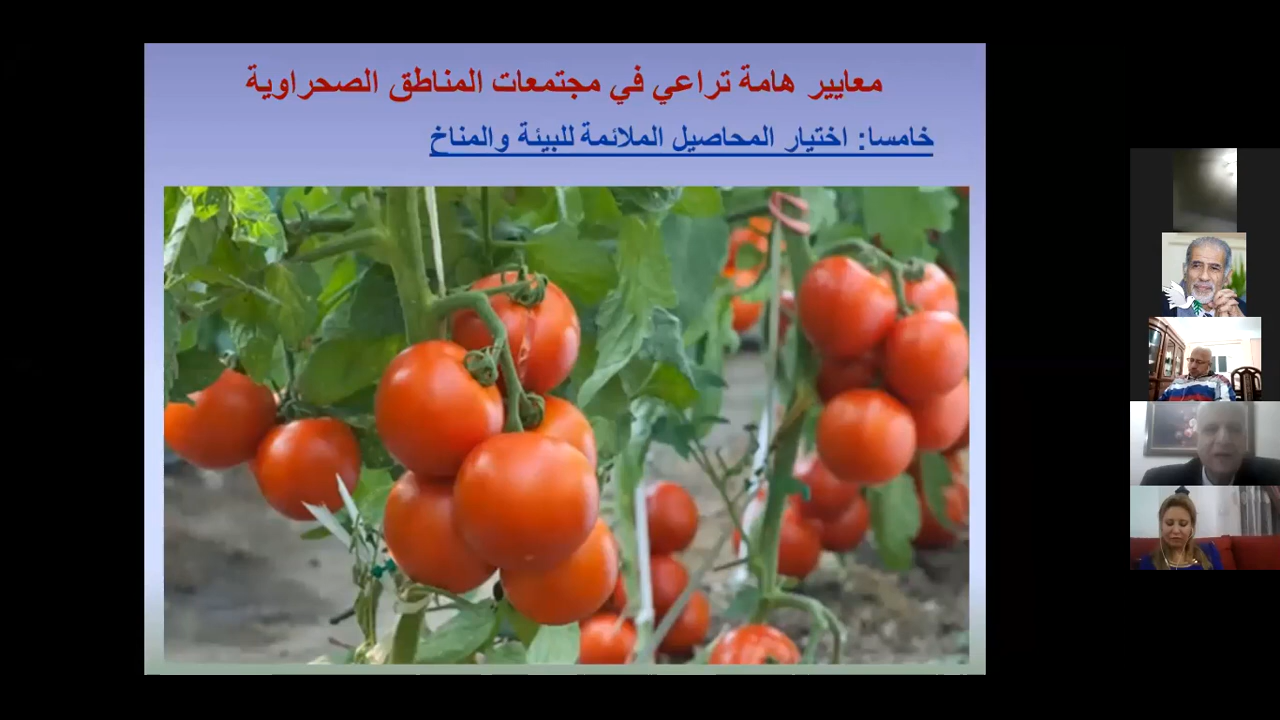 معايير هامة تراعي في مجتمعات المناطق الصحراوية
خامسا: اختيار المحاصيل الملائمة للبيئة والمناخ